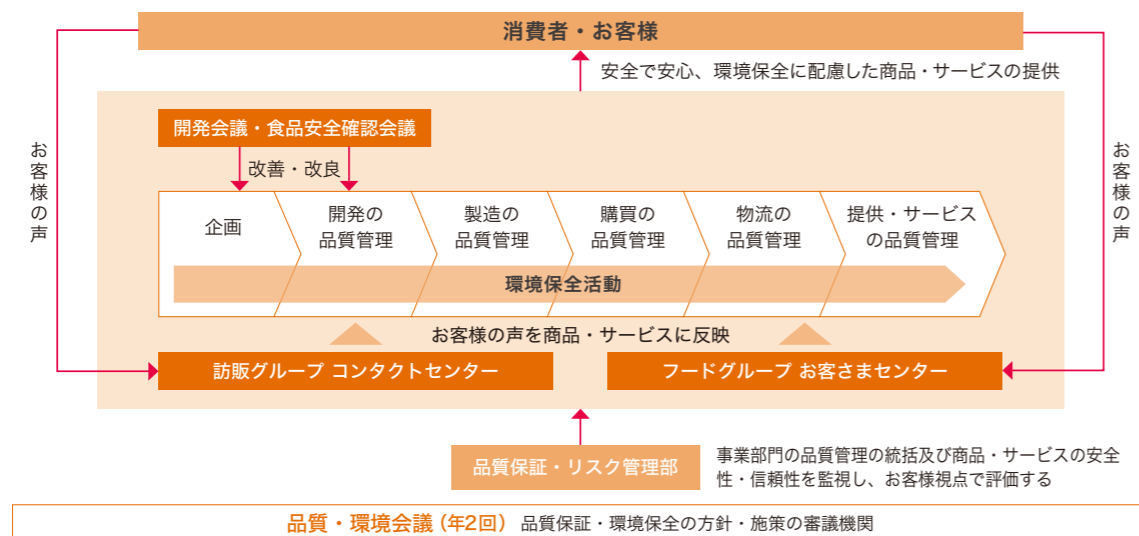 消費者・お客様
安全で安心、環境保全に配慮した商品・サービスの提供
お客様の声
お客様の声
開発会議・食品安全確認会議
改善・改良
企画
開発の
品質管理
製造の
品質管理
購買の
品質管理
物流の
品質管理
提供・サービス
の品質管理
環境保全活動
お客様の声を商品・サービスに反映
訪販グループ コンタクトセンター
フードグループ お客さまセンター
品質保証・リスク管理部
事業部門の品質管理の統括及び商品・サービスの安全
性・信頼性を監視し、お客様視点で評価する
品質・環境会議（年2回） 品質保証・環境保全の方針・施策の審議機関